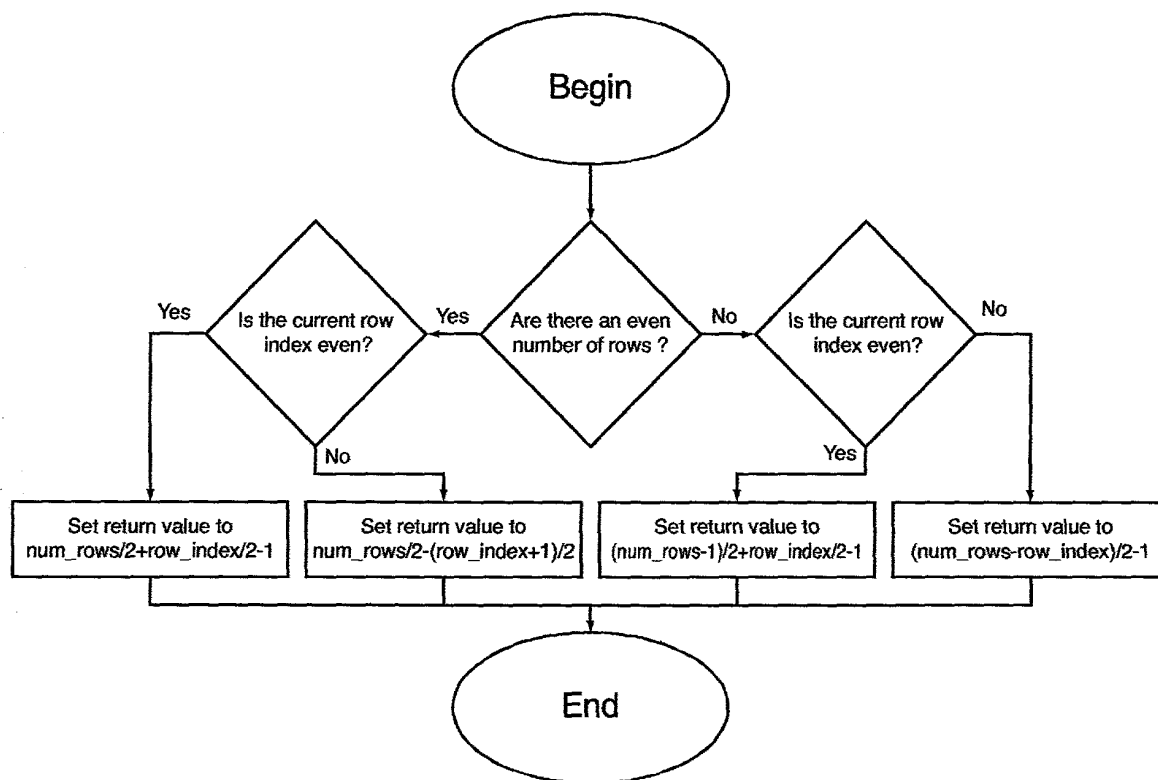 Begin
Yes
Is the current row
index even?
Yes
Are there an even
number of rows ?
No
Is the current row
index even?
No
No
Yes
Set return value to
num_rows/2+row_index/2-1
Set return value to
num_rows/2-(row_index+1)/2
Set return value to
(num_rows-1)/2+row_index/2-1
Set return value to
(num_rows-row_index)/2-1
End